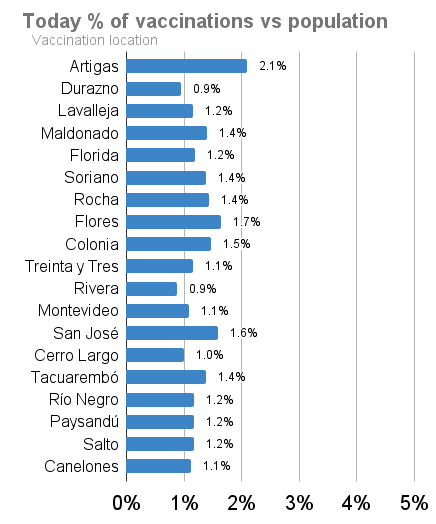 Today % of vaccinations vs population
Vaccination location
Artigas 2.1%
Durazno 0.9%
Lavalleja 1.2%
Maldonado 1.4%
Florida 1.2%
Soriano 1.4%
Rocha 1.4%
Flores 1.7%
Colonia 1.5%
Treinta y Tres 1.1%
Rivera 0.9%
Montevideo 1.1%
San José 1.6%
Cerro Largo 1.0%
Tacuarembó 1.4%
Río Negro 1.2%
Paysandú 1.2%
Salto 1.2%
Canelones 1.1%
0% 1% 2% 3% 4% 5%